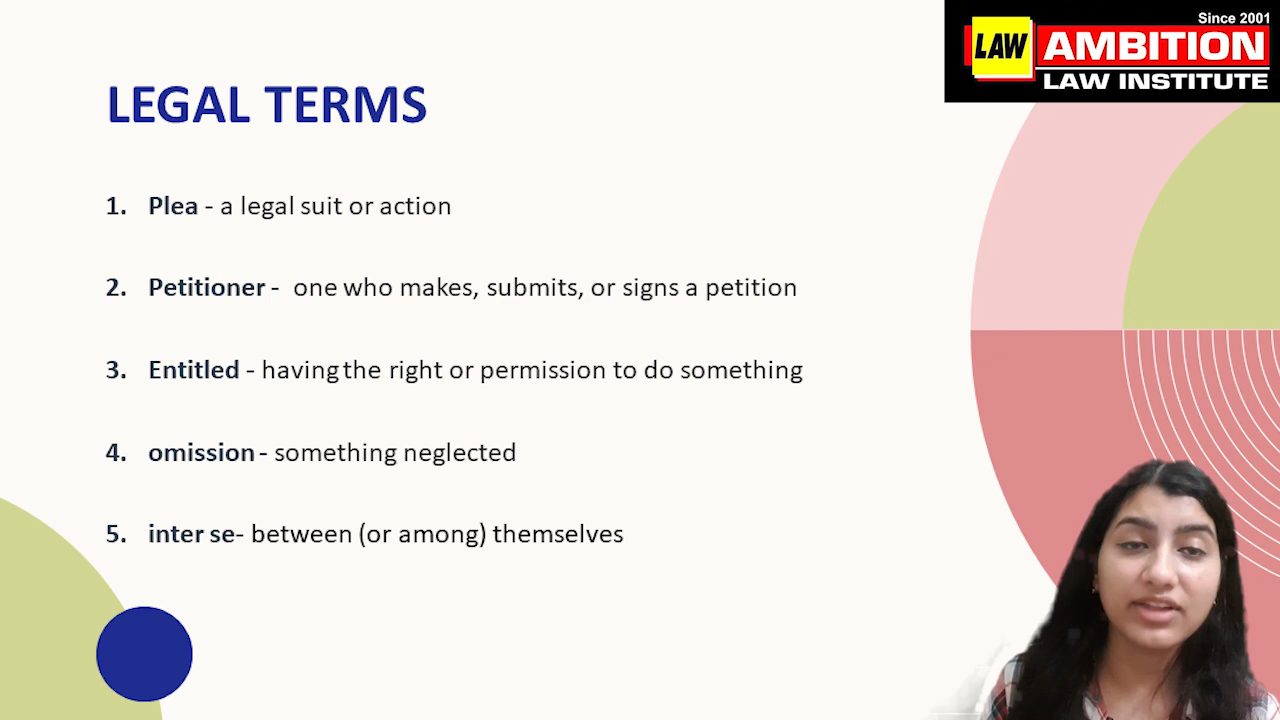 Since 2001
LAW AMBITION
LAW INSTITUTE
LEGAL TERMS
1. Plea - a legal suit or action
2. Petitioner - one who makes, submits, or signs a petition
3. Entitled - having the right or permission to do something
4. omission - something neglected
5. inter se- between (or among) themselves